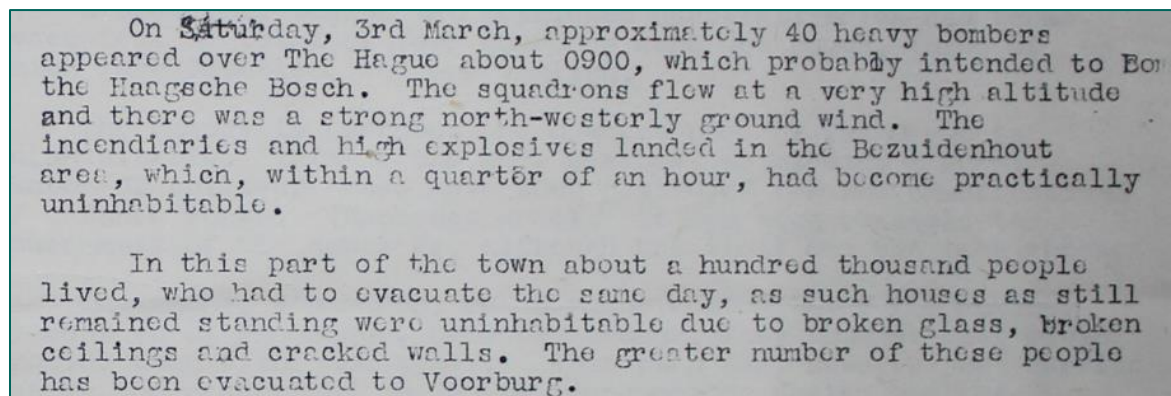 On Saturday, 3rd March, approximately 40 heavy bombers
appeared over The Hague about 0900, which probably intended to Bom
the Haagsche Bosch. The squadrons flew at a very high altitude
and there was a strong north-westerly ground wind. The
incendiaries and high explosives landed in the Bezuidenhout
area, which, within a quarter of an hour, had become practically
uninhabitable.
In this part of the town about a hundred thousand people
lived, who had to evacuate the same day, as such houses as still
remained standing were uninhabitable due to broken glass, broken
ceilings and cracked walls. The greater number of these people
has been evacuated to Voorburg.